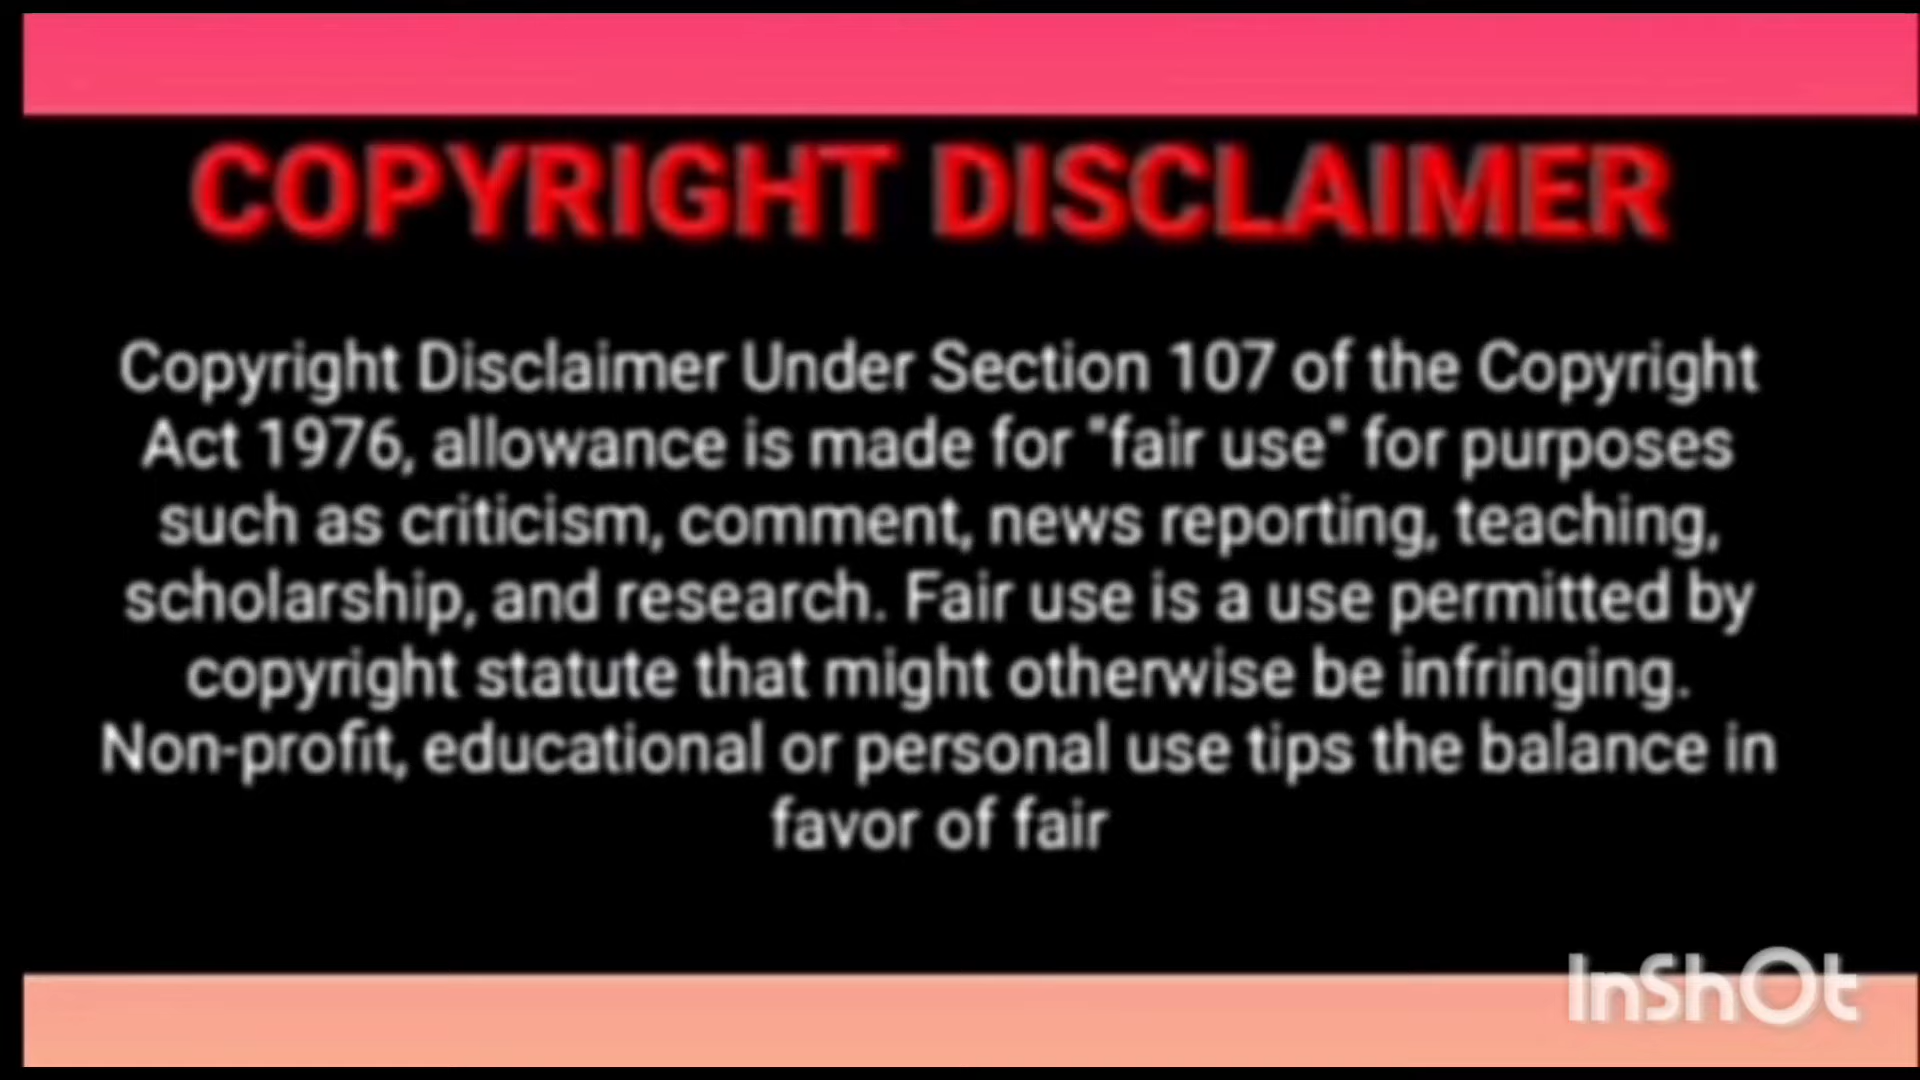 COPYRIGHT DISCLAIMER
Copyright Disclaimer Under Section 107 of the Copyright
Act 1976, allowance is made for "fair use" for purposes
such as criticism, comment, news reporting, teaching,
scholarship, and research. Fair use is a use permitted by
copyright statute that might otherwise be infringing.
Non-profit, educational or personal use tips the balance in
favor of fair
InShOt